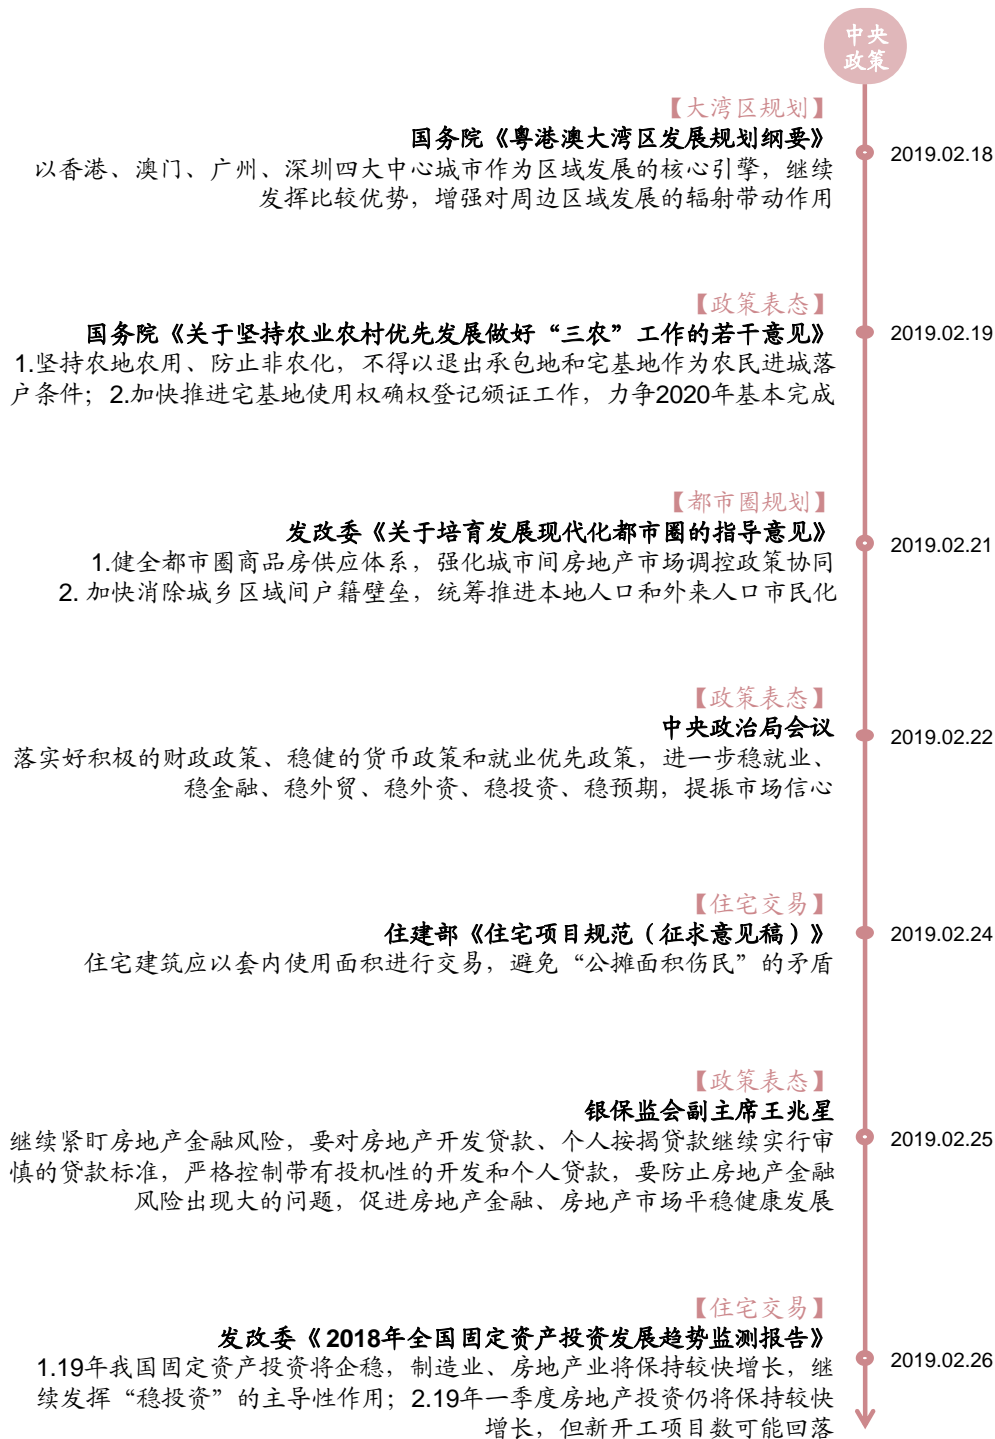 中央
政策
【大湾区规划】
国务院《粤港澳大湾区发展规划纲要》
2019.02.18
以香港、澳门、广州、深圳四大中心城市作为区域发展的核心引擎，继续
发挥比较优势，增强对周边区域发展的辐射带动作用
【政策表态】
国务院《关于坚持农业农村优先发展做好“三农”工作的若干意见》
2019.02.19
1.坚持农地农用、防止非农化，不得以退出承包地和宅基地作为农民进城落
户条件；2.加快推进宅基地使用权确权登记颁证工作，力争2020年基本完成
【都市圈规划】
发改委《关于培育发展现代化都市圈的指导意见》
2019.02.21
1.健全都市圈商品房供应体系，强化城市间房地产市场调控政策协同
2. 加快消除城乡区域间户籍壁垒，统筹推进本地人口和外来人口市民化
【政策表态】
中央政治局会议
2019.02.22
落实好积极的财政政策、稳健的货币政策和就业优先政策，进一步稳就业、
稳金融、稳外贸、稳外资、稳投资、稳预期，提振市场信心
【住宅交易】
住建部《住宅项目规范（征求意见稿）》
2019.02.24
住宅建筑应以套内使用面积进行交易，避免“公摊面积伤民”的矛盾
【政策表态】
银保监会副主席王兆星
2019.02.25
继续紧盯房地产金融风险，要对房地产开发贷款、个人按揭贷款继续实行审
慎的贷款标准，严格控制带有投机性的开发和个人贷款，要防止房地产金融
风险出现大的问题，促进房地产金融、房地产市场平稳健康发展
【住宅交易】
发改委《2018年全国固定资产投资发展趋势监测报告》
2019.02.26
1.19年我国固定资产投资将企稳，制造业、房地产业将保持较快增长，继
续发挥“稳投资”的主导性作用；2.19年一季度房地产投资仍将保持较快
增长，但新开工项目数可能回落